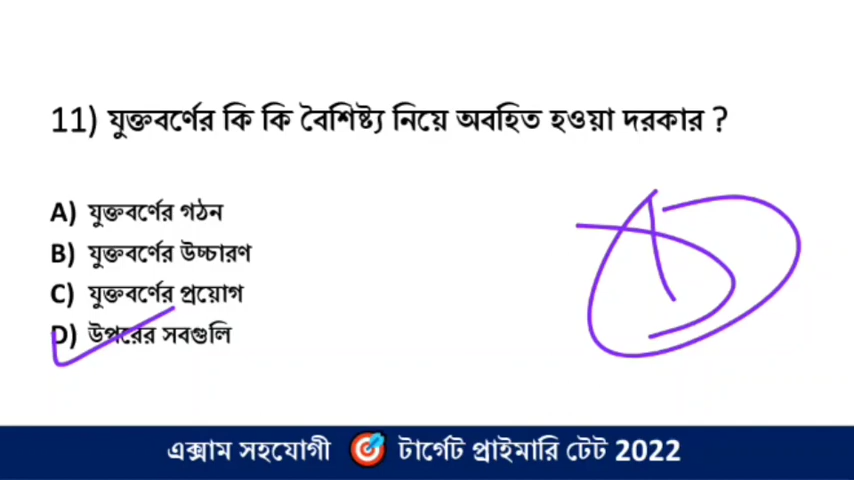 11) যুক্তবর্ণের কি কি বৈশিষ্ট্য নিয়ে অবহিত হওয়া দরকার ?
A) যুক্তবর্ণের গঠন
B) যুক্তবর্ণের উচ্চারণ
C) যুক্তবর্ণের প্রয়োগ
D) উপরের সবগুলি
এক্সাম সহযোগী 🎯 টার্গেট প্রাইমারি টেট 2022